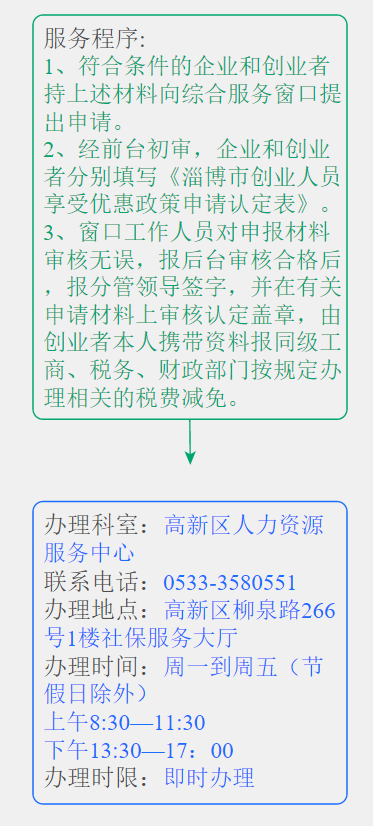 服务程序:
1、符合条件的企业和创业者
持上述材料向综合服务窗口提
出申请。
2、经前台初审，企业和创业
者分别填写《淄博市创业人员
享受优惠政策申请认定表》。
3、窗口工作人员对申报材料
审核无误，报后台审核合格后
，报分管领导签字，并在有关
申请材料上审核认定盖章，由
创业者本人携带资料报同级工
商、税务、财政部门按规定办
理相关的税费减免。
办理科室：高新区人力资源
服务中心
联系电话：0533-3580551
办理地点：高新区柳泉路266
号1楼社保服务大厅
办理时间：周一到周五（节
假日除外）
上午8:30—11:30
下午13:30—17：00
办理时限：即时办理